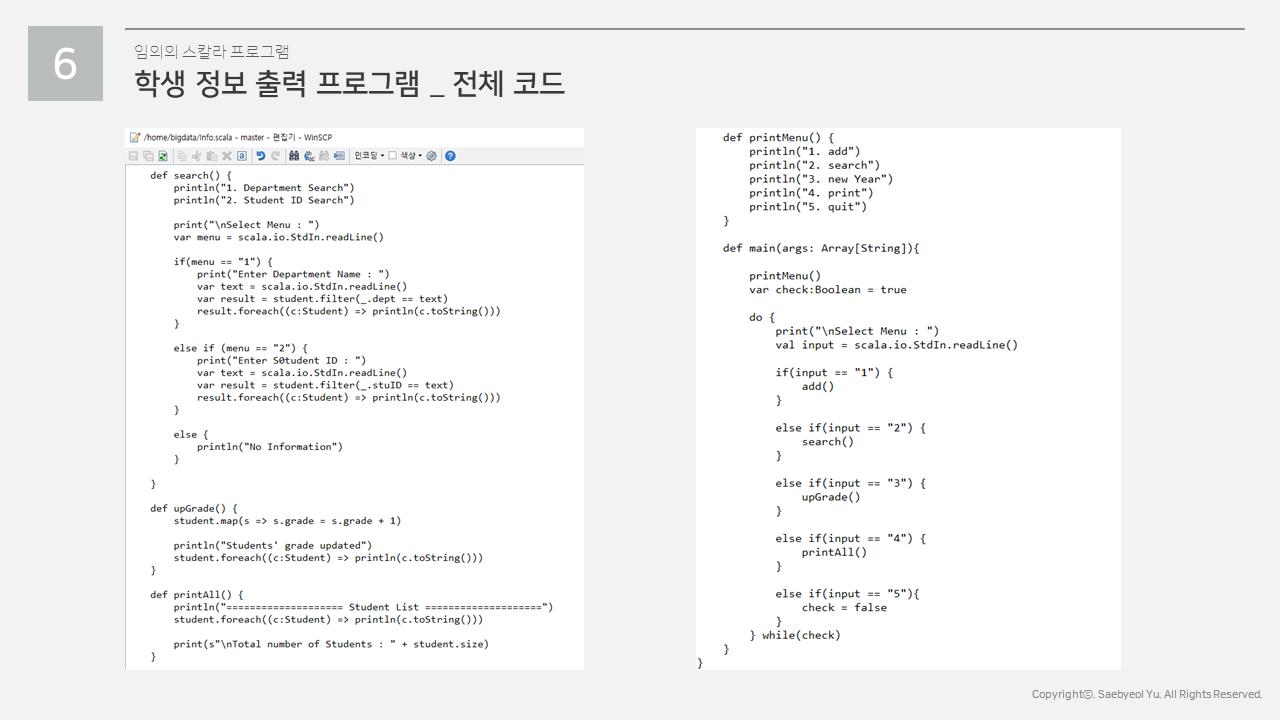 6
임의의 스칼라 프로그램
학생 정보 출력 프로그램 _ 전체 코드
/home/bigdata/Info.scala - master - 편집기 - WinSCP
인코딩 색상
def search() {
println("1. Department Search")
println("2. Student ID Search")
print("\nSelect Menu : ")
var menu = scala.io.StdIn.readLine()
if(menu == "1") {
print("Enter Department Name : ")
var text = scala.io.StdIn.readLine()
var result = student.filter(_.dept == text)
result.foreach((c:Student) => println(c.toString()))
}
else if (menu == "2") {
print("Enter S0tudent ID : ")
var text = scala.io.StdIn.readLine()
var result = student.filter(_.stuID == text)
result.foreach((c:Student) => println(c.toString()))
}
else {
println("No Information")
}
}
def upGrade() {
student.map(s => s.grade = s.grade + 1)
println("Students' grade updated")
student.foreach((c:Student) => println(c.toString()))
}
def printAll() {
println("==================== Student List ====================")
student.foreach((c:Student) => println(c.toString()))
print(s"\nTotal number of Students : " + student.size)
}
def printMenu() {
println("1. add")
println("2. search")
println("3. new Year")
println("4. print")
println("5. quit")
}
def main(args: Array[String]){
printMenu()
var check:Boolean = true
do {
print("\nSelect Menu : ")
val input = scala.io.StdIn.readLine()
if(input == "1") {
add()
}
else if(input == "2") {
search()
}
else if(input == "3") {
upGrade()
}
else if(input == "4") {
printAll()
}
else if(input == "5"){
check = false
}
} while(check)
}
}
Copyrightⓒ. Saebyeol Yu. All Rights Reserved.